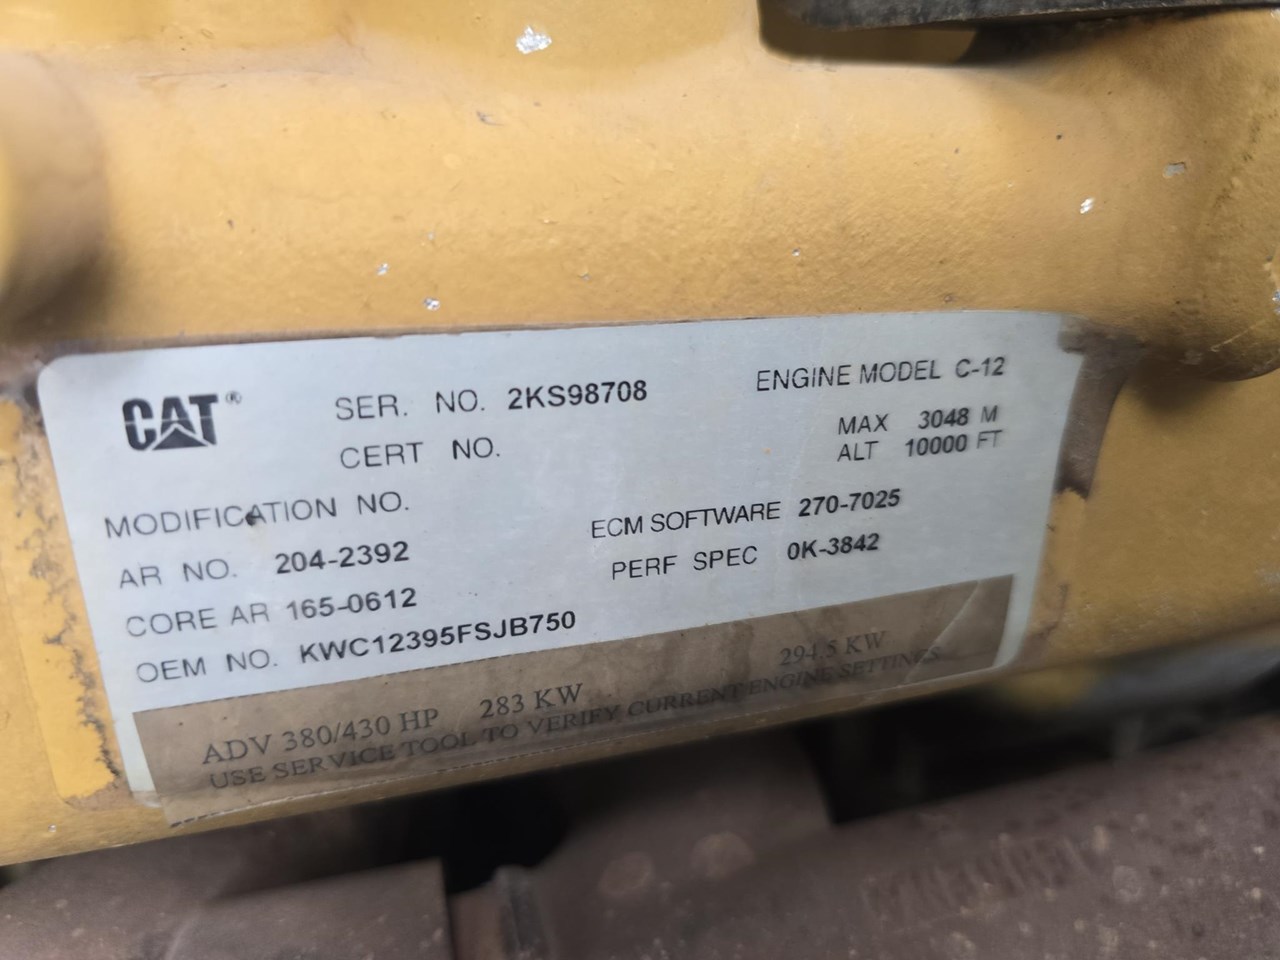 CAT® SER. NO. 2KS98708 ENGINE MODEL C-12
CERT NO. MAX 3048 M
ALT 10000 FT
MODIFICATION NO.
AR NO. 204-2392 ECM SOFTWARE 270-7025
CORE AR 165-0612 PERF SPEC 0K-3842
OEM NO. KWC12395FSJB750
ADV 380/430 HP 283 KW 294.5 KW
USE SERVICE TOOL TO VERIFY CURRENT ENGINE SETTINGS